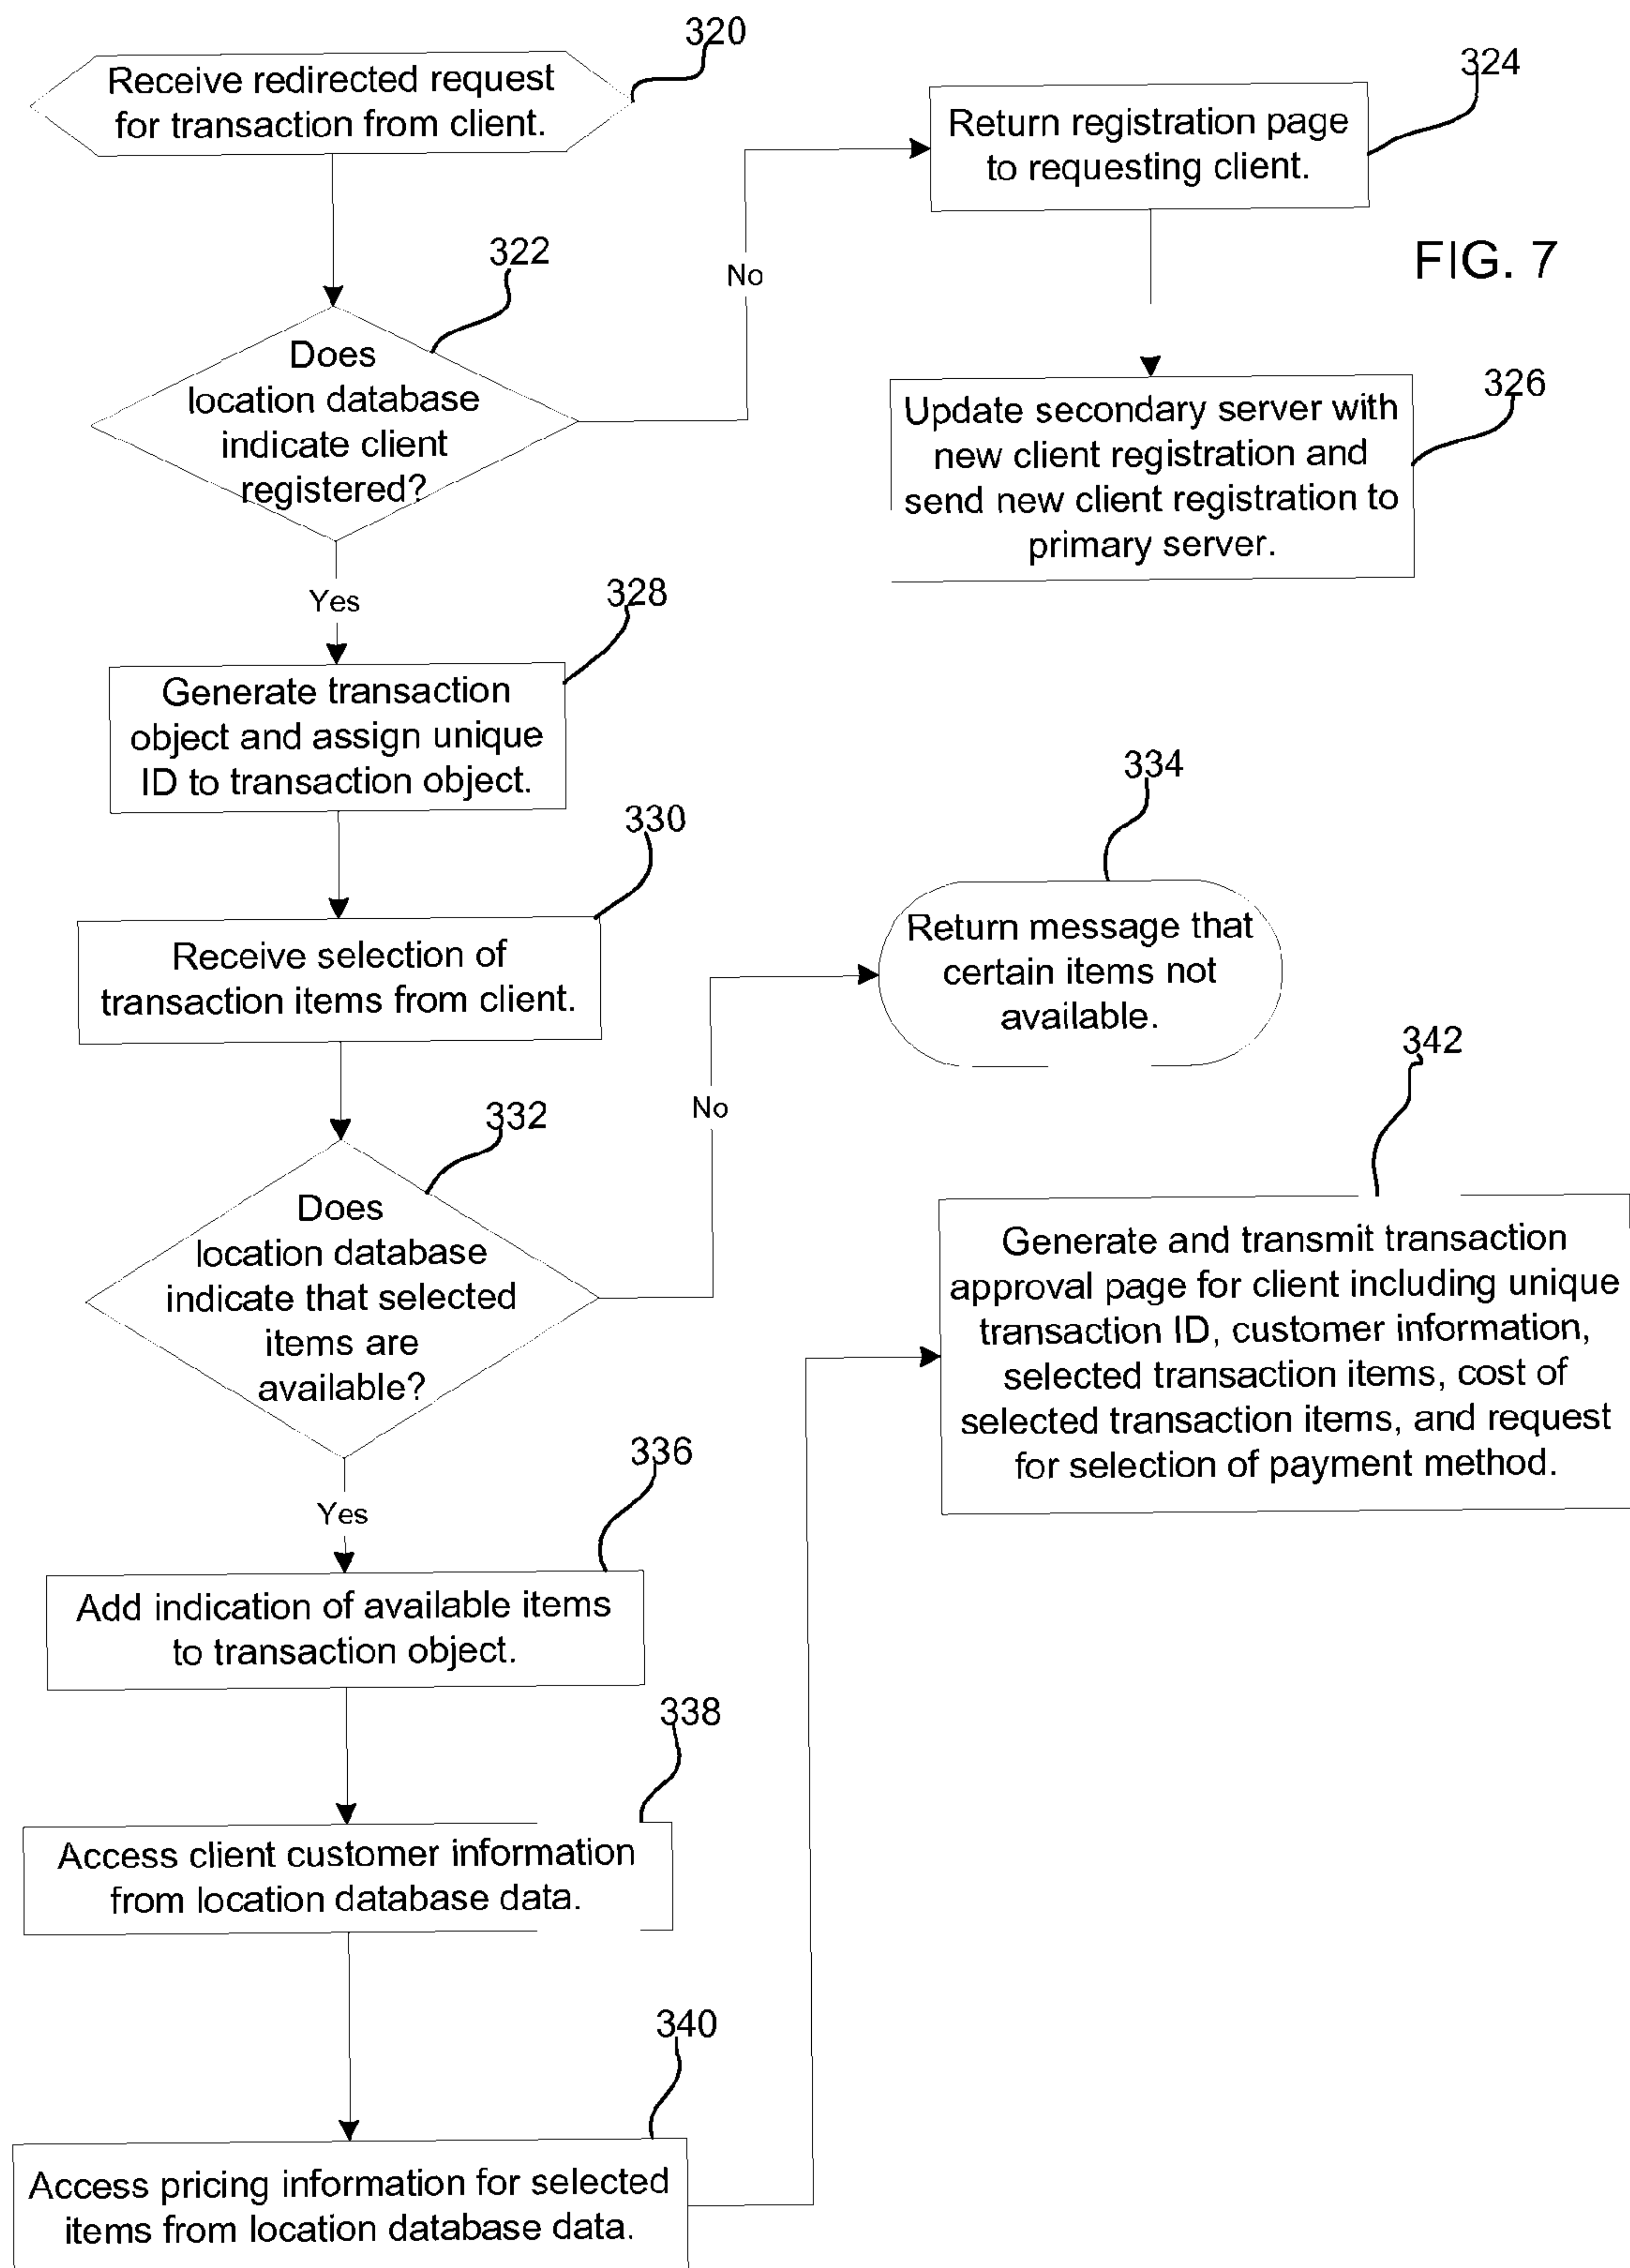 320
Receive redirected request
for transaction from client.
324
Return registration page
to requesting client.
FIG. 7
322
No
Does
location database
indicate client
registered?
326
Update secondary server with
new client registration and
send new client registration to
primary server.
Yes
328
Generate transaction
object and assign unique
ID to transaction object.
330
Receive selection of
transaction items from client.
334
Return message that
certain items not
available.
332
No
Does
location database
indicate that selected
items are
available?
342
Generate and transmit transaction
approval page for client including unique
transaction ID, customer information,
selected transaction items, cost of
selected transaction items, and request
for selection of payment method.
Yes
336
Add indication of available items
to transaction object.
338
Access client customer information
from location database data.
340
Access pricing information for selected
items from location database data.